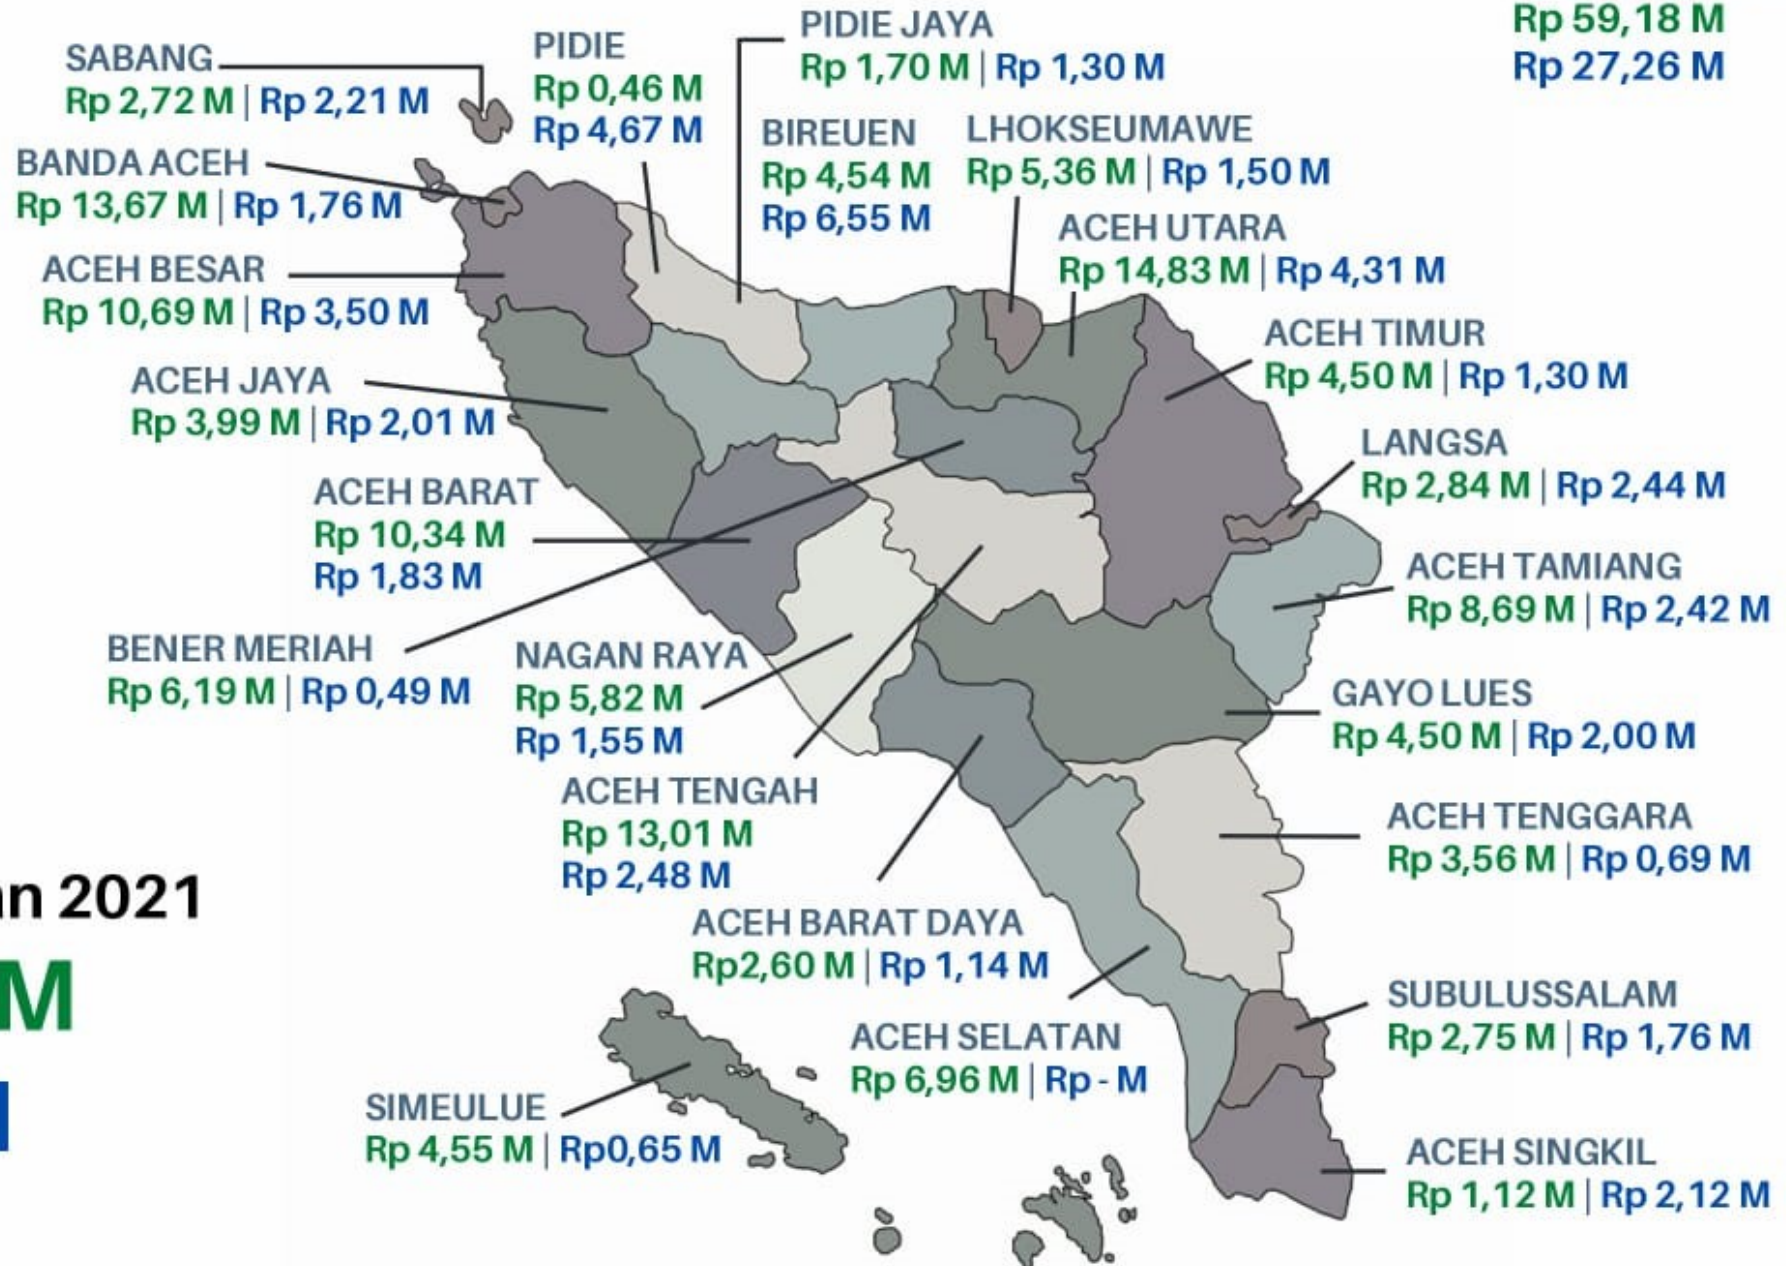 Rp 59,18 M
Rp 27,26 M
SABANG
Rp 2,72 M | Rp 2,21 M
PIDIE
Rp 0,46 M
Rp 4,67 M
PIDIE JAYA
Rp 1,70 M | Rp 1,30 M
BANDA ACEH
Rp 13,67 M | Rp 1,76 M
BIREUEN
Rp 4,54 M
Rp 6,55 M
LHOKSEUMAWE
Rp 5,36 M | Rp 1,50 M
ACEH BESAR
Rp 10,69 M | Rp 3,50 M
ACEH UTARA
Rp 14,83 M | Rp 4,31 M
ACEH JAYA
Rp 3,99 M | Rp 2,01 M
ACEH TIMUR
Rp 4,50 M | Rp 1,30 M
ACEH BARAT
Rp 10,34 M
Rp 1,83 M
LANGSA
Rp 2,84 M | Rp 2,44 M
ACEH TAMIANG
Rp 8,69 M | Rp 2,42 M
BENER MERIAH
Rp 6,19 M | Rp 0,49 M
NAGAN RAYA
Rp 5,82 M
Rp 1,55 M
GAYO LUES
Rp 4,50 M | Rp 2,00 M
ACEH TENGAH
Rp 13,01 M
Rp 2,48 M
ACEH TENGGARA
Rp 3,56 M | Rp 0,69 M
2021
M
ACEH BARAT DAYA
Rp2,60 M | Rp 1,14 M
SUBULUSSALAM
Rp 2,75 M | Rp 1,76 M
ACEH SELATAN
Rp 6,96 M | Rp - M
SIMEULUE
Rp 4,55 M | Rp0,65 M
ACEH SINGKIL
Rp 1,12 M | Rp 2,12 M